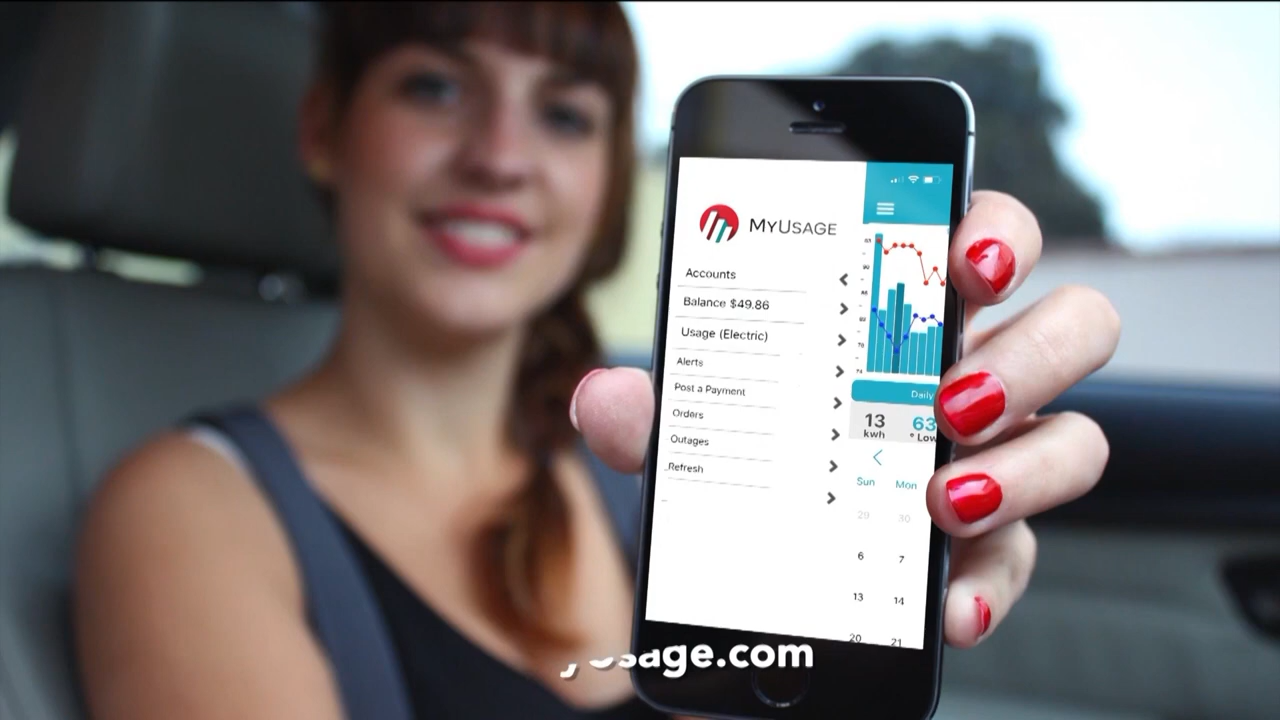 MYUSAGE
Accounts
Balance $49.86
Usage (Electric)
Alerts
Post a Payment
Orders
Outages
Refresh
Daily
13
kwh
63
° Low
Sun Mon
29 30
6 7
13 14
20 21
sage.com